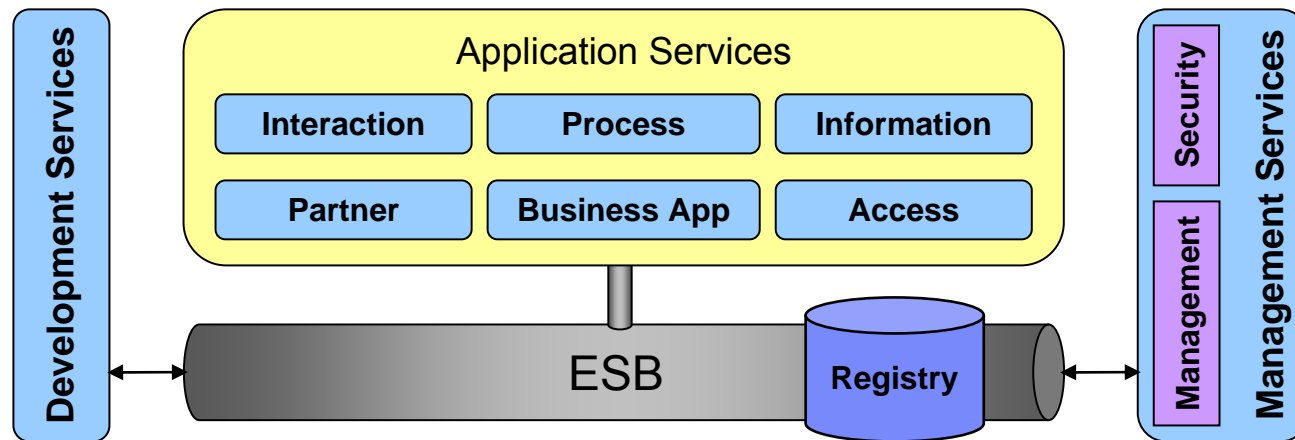 Development Services
Application Services
Interaction
Process
Information
Partner
Business App
Access
ESB
Registry
Security
Management
Management Services